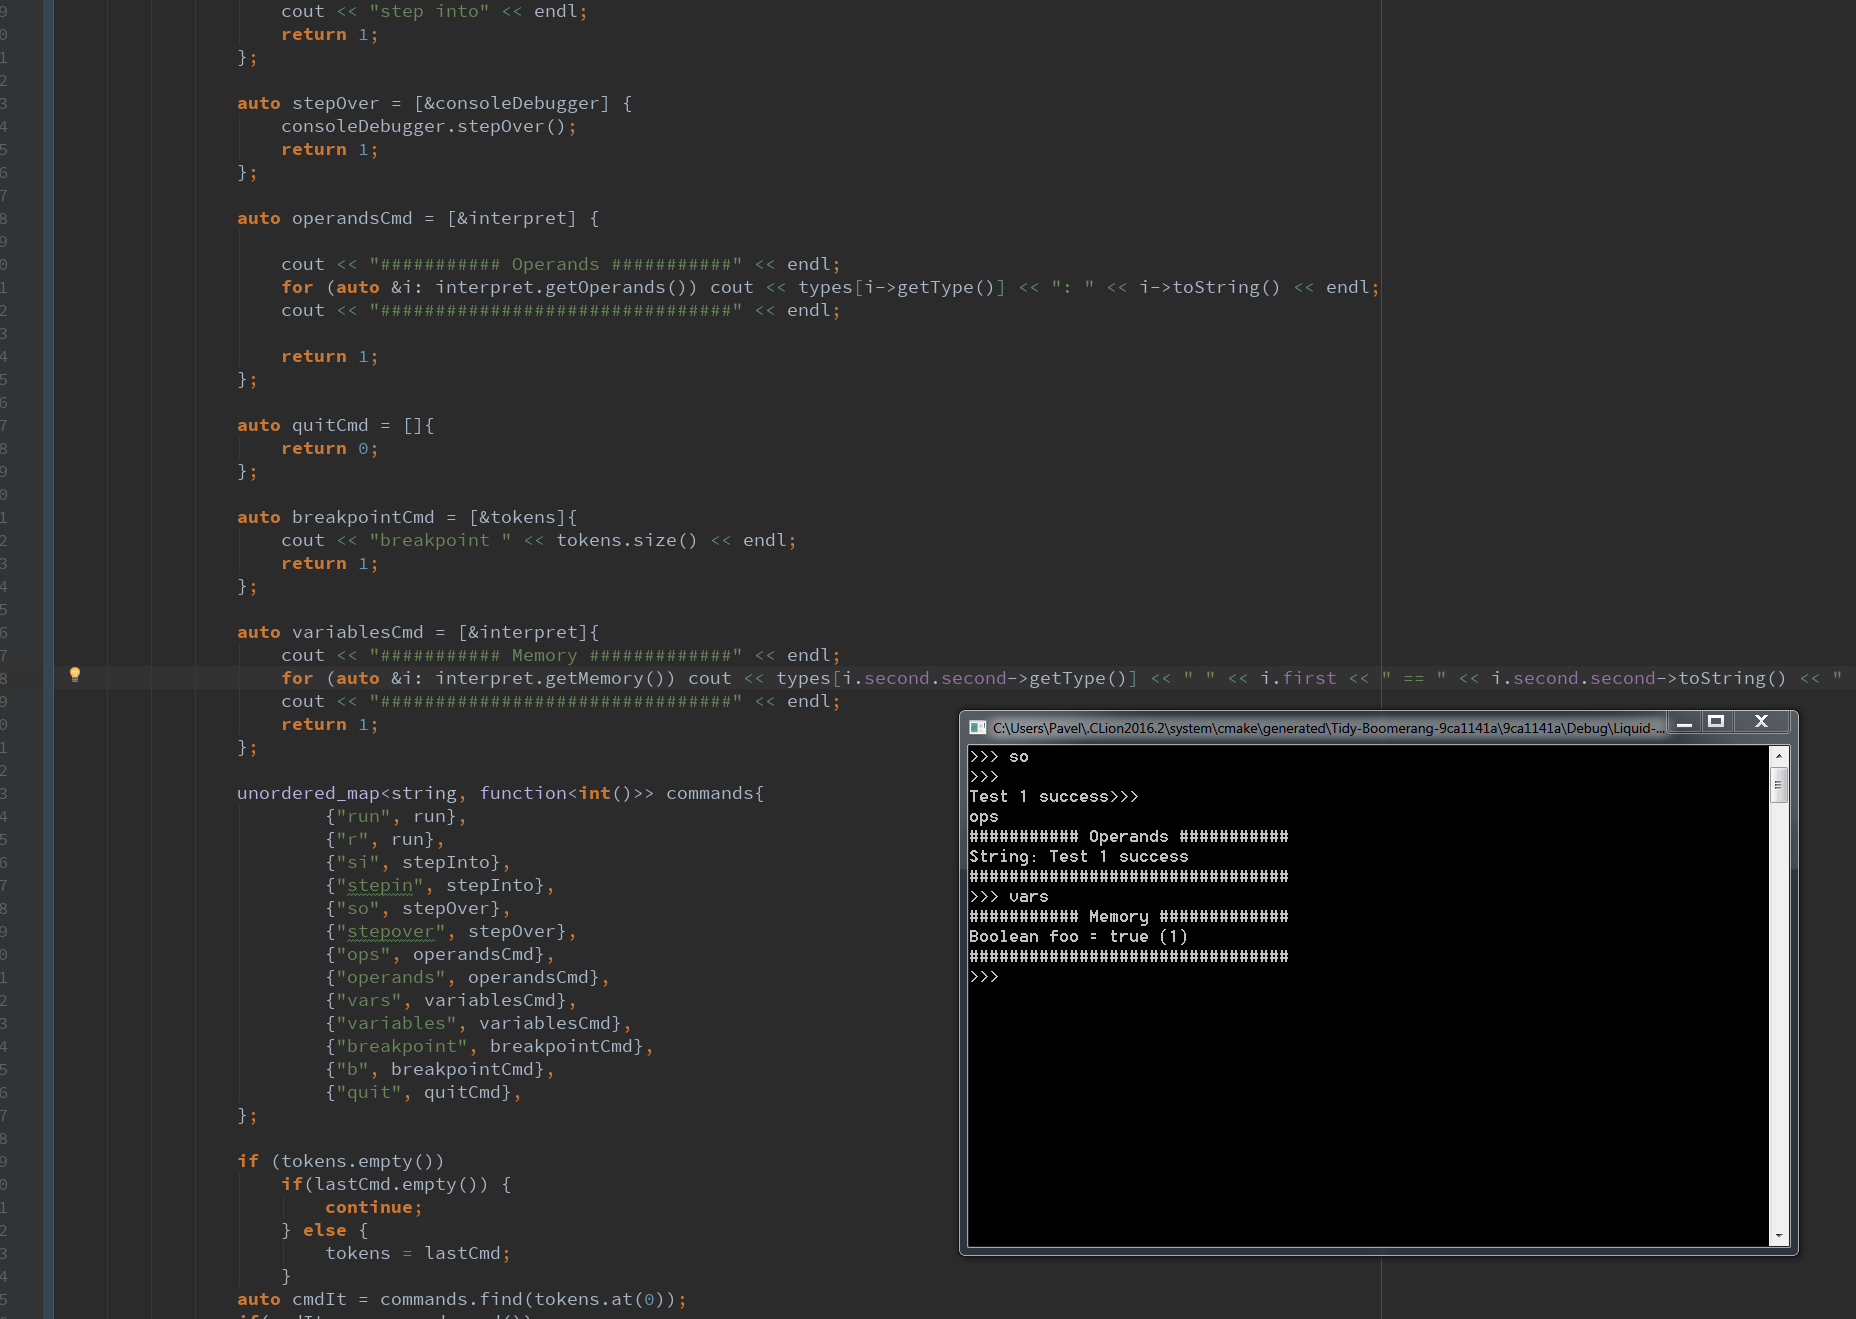 cout << "step into" << endl;
return 1;
};
auto stepOver = [&consoleDebugger] {
consoleDebugger.stepOver();
return 1;
};
auto operandsCmd = [&interpret] {
cout << "########### Operands ###########" << endl;
for (auto &i: interpret.getOperands()) cout << types[i->getType()] << ": " << i->toString() << endl;
cout << "################################" << endl;
return 1;
};
auto quitCmd = []{
return 0;
};
auto breakpointCmd = [&tokens]{
cout << "breakpoint " << tokens.size() << endl;
return 1;
};
auto variablesCmd = [&interpret]{
cout << "########### Memory #############" << endl;
for (auto &i: interpret.getMemory()) cout << types[i.second.second->getType()] << " " << i.first << " == " << i.second.second->toString() << "
cout << "################################" << endl;
return 1;
};
unordered_map<string, function<int()>> commands{
{"run", run},
{"r", run},
{"si", stepInto},
{"stepin", stepInto},
{"so", stepOver},
{"stepover", stepOver},
{"ops", operandsCmd},
{"operands", operandsCmd},
{"vars", variablesCmd},
{"variables", variablesCmd},
{"breakpoint", breakpointCmd},
{"b", breakpointCmd},
{"quit", quitCmd},
};
if (tokens.empty())
if(lastCmd.empty()) {
continue;
} else {
tokens = lastCmd;
}
auto cmdIt = commands.find(tokens.at(0));
C:\Users\Pavel\.CLion2016.2\system\cmake\generated\Tidy-Boomerang-9ca1141a\9ca1141a\Debug\Liquid-...
>>> so
>>>
Test 1 success>>>
ops
########### Operands ###########
String: Test 1 success
################################
>>> vars
########### Memory #############
Boolean foo = true (1)
################################
>>>